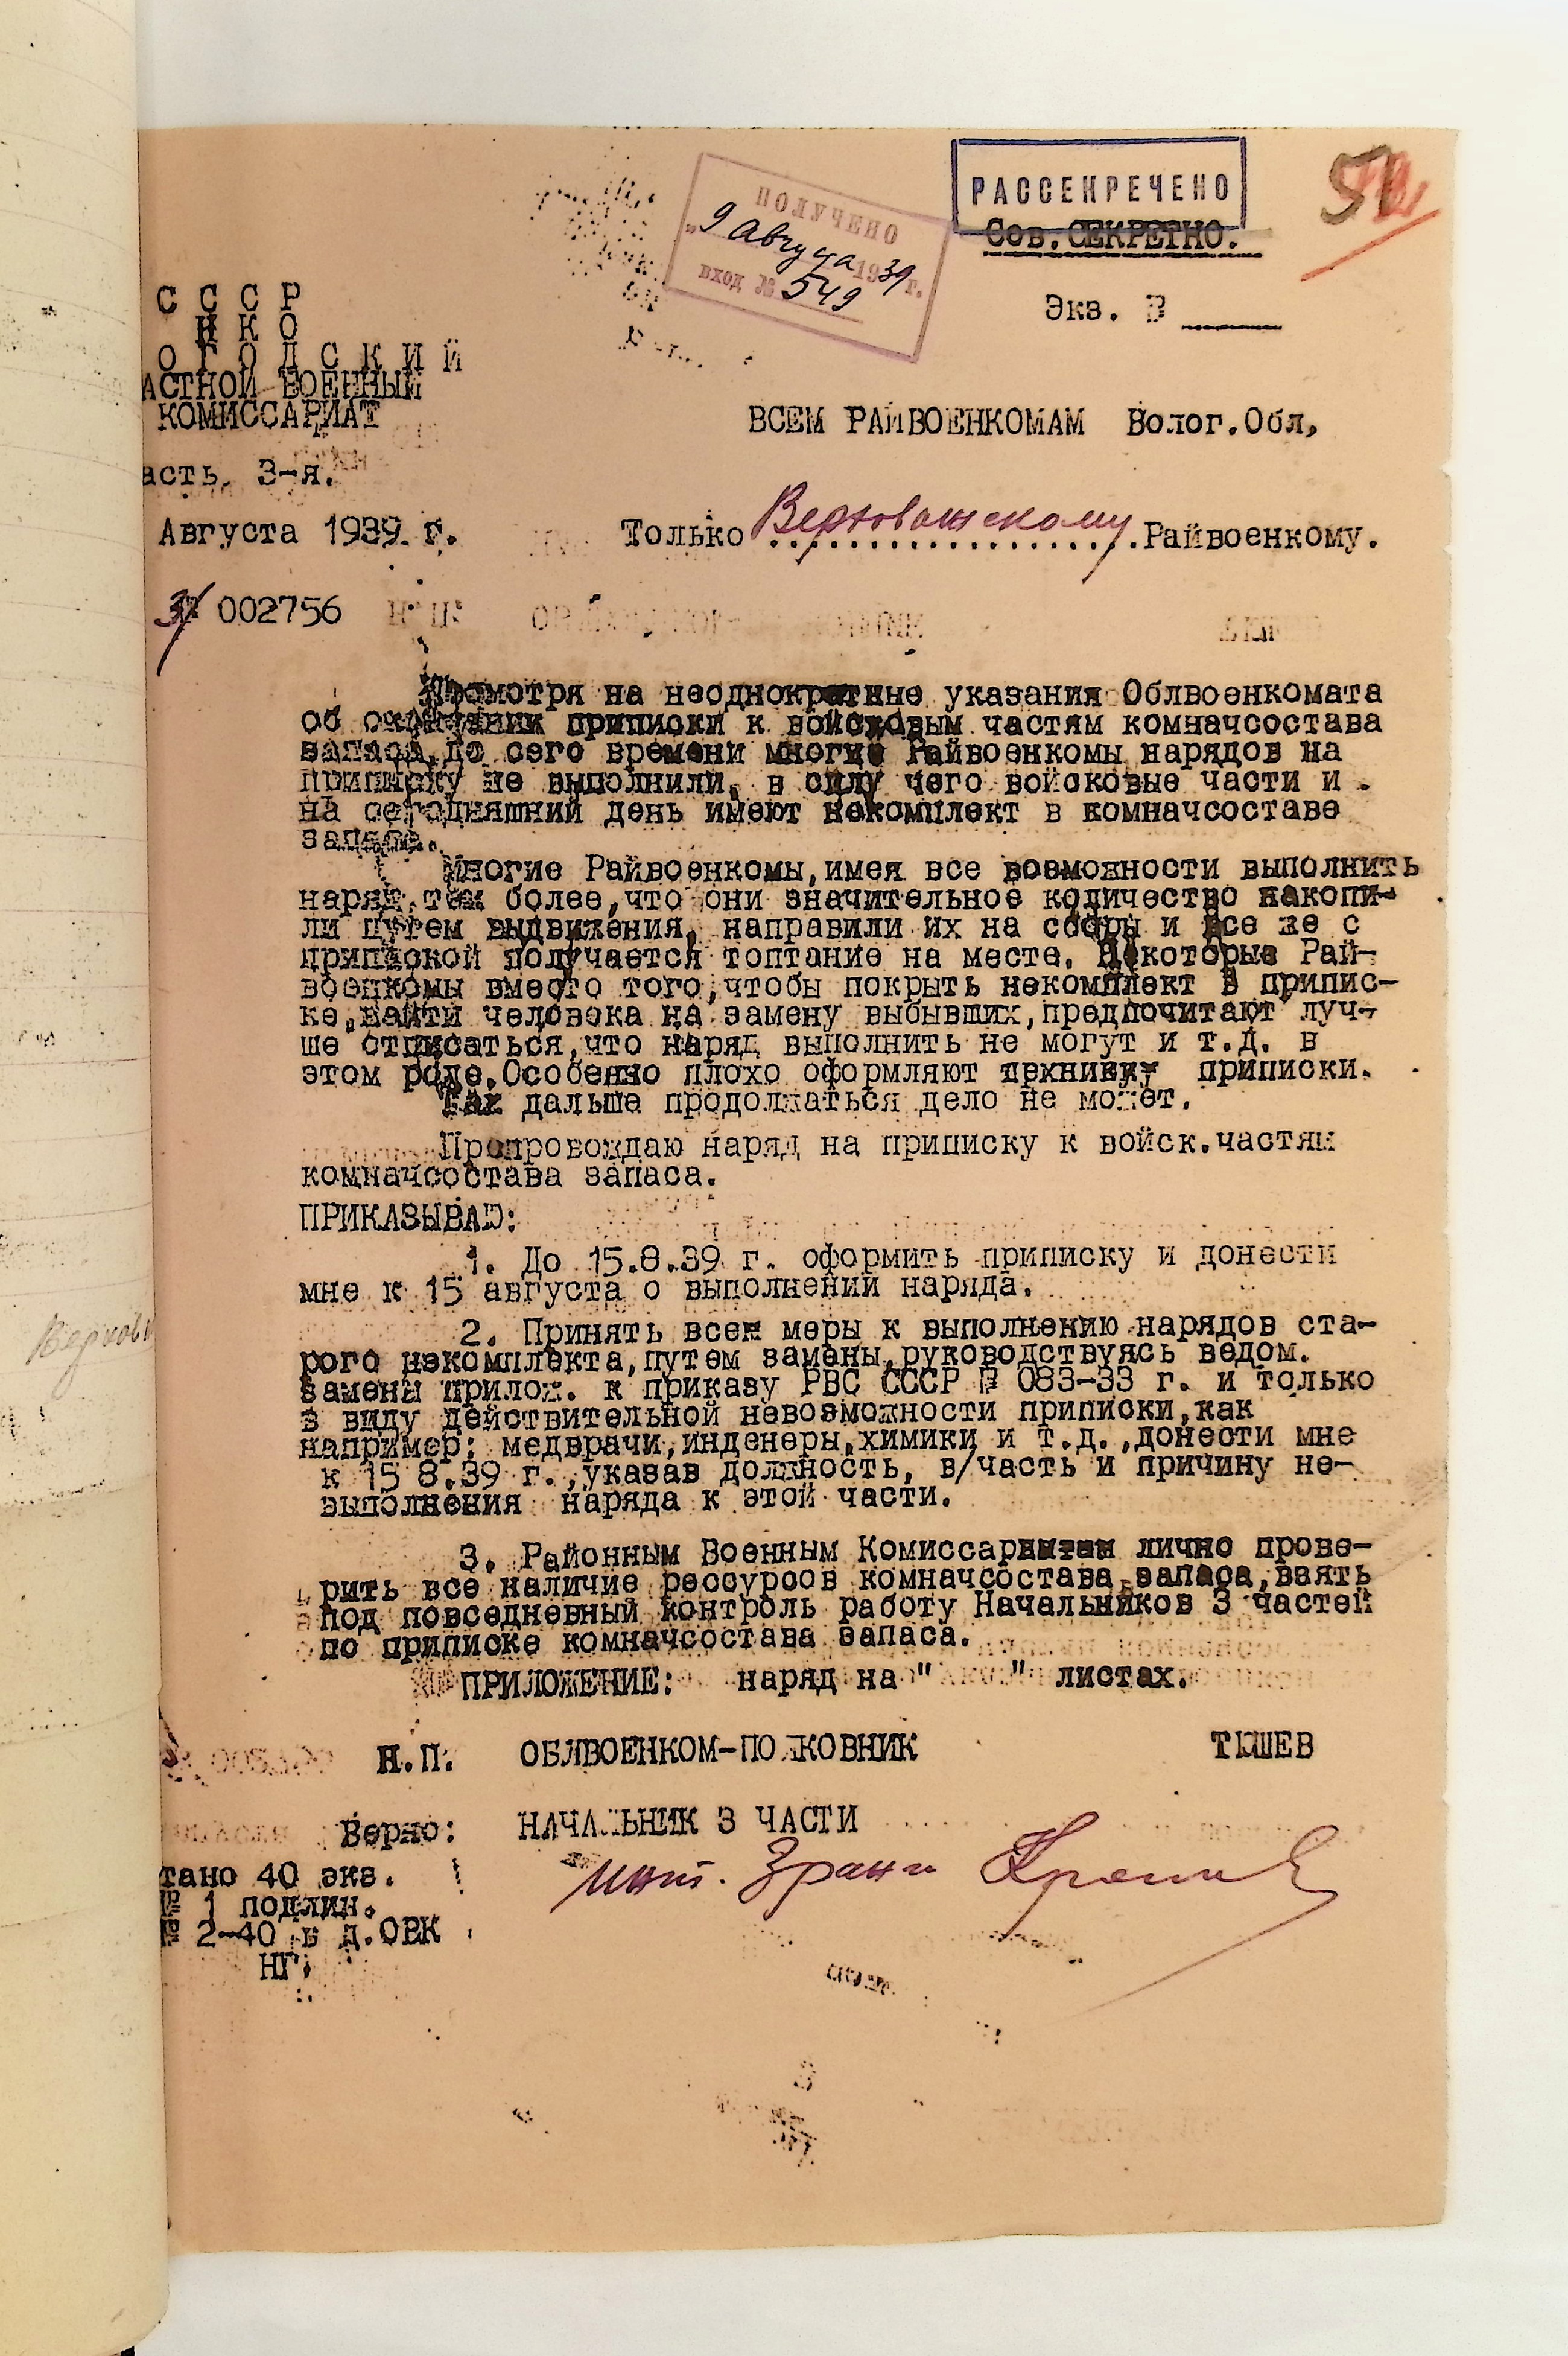 РАССЕКРЕЧЕНО
51
ПОЛУЧЕНО
„9 Августа 1939 г.
вход № 549
Сов. СЕКРЕТНО.
Экз. №
С С С Р
Н К О
О Г О Д С К И Й
АСТНОЙ ВОЕННЫЙ
КОМИССАРИАТ
ВСЕМ РАЙВОЕНКОМАМ Волог.Обл,
асть, 3-я.
Августа 1939 г.
Только Верховажскому Райвоенкому.
3/ 002756
Несмотря на неоднократные указания Облвоенкомата
об окончании приписки к войсковым частям комначсостава
запаса, до сего времени многие Райвоенкомы нарядов на
приписку не выполнили, в силу чего войсковые части и
на сегодняшний день имеют некомплект в комначсоставе
запаса.
Многие Райвоенкомы,имея все возможности выполнить
наряд, тем более,что они значительное количество накопи-
ли путем выдвижения, направили их на сборы и все же с
припиской получается топтание на месте. Некоторые Рай-
военкомы вместо того,чтобы покрыть некомплект в припис-
ке,найти человека на замену выбывших,предпочитают луч-
ше отписаться,что наряд выполнить не могут и т.д. в
этом роде.Особенно плохо оформляют технику приписки.
Так дальше продолжаться дело не может.
Препровождаю наряд на приписку к войск.частям
комначсостава запаса.
ПРИКАЗЫВАЮ:
1. До 15.8.39 г. оформить приписку и донести
мне к 15 августа о выполнений наряда.
2. Принять всен меры к выполнению нарядов ста-
рого некомплекта,путем замены,руководствуясь ведом.
замены прилож. к приказу РВС СССР № 083-33 г. и только
в виду действительной невозможности приписки,как
например: медврачи,инденеры,химики и т.д.,донести мне
к 15 8.39 г.,указав должность, в/часть и причину не-
выполнения наряда к этой части.
3. Районным Военным Комиссарам лично прове-
рить все наличие рессурсов комначсостава запаса,взять
под повседневный контроль работу Начальников 3 частей
по приписке комначсостава запаса.
ПРИЛОЖЕНИЕ: наряд на " " листах.
Н.П. ОБЛВОЕНКОМ-ПОЛКОВНИК ТЫШЕВ
Верно: НАЧАЛЬНИК 3 ЧАСТИ
инт. 3 ранга
тано 40 экз.
№ 1 подлин.
№ 2-40 в д.ОВК
НГ.